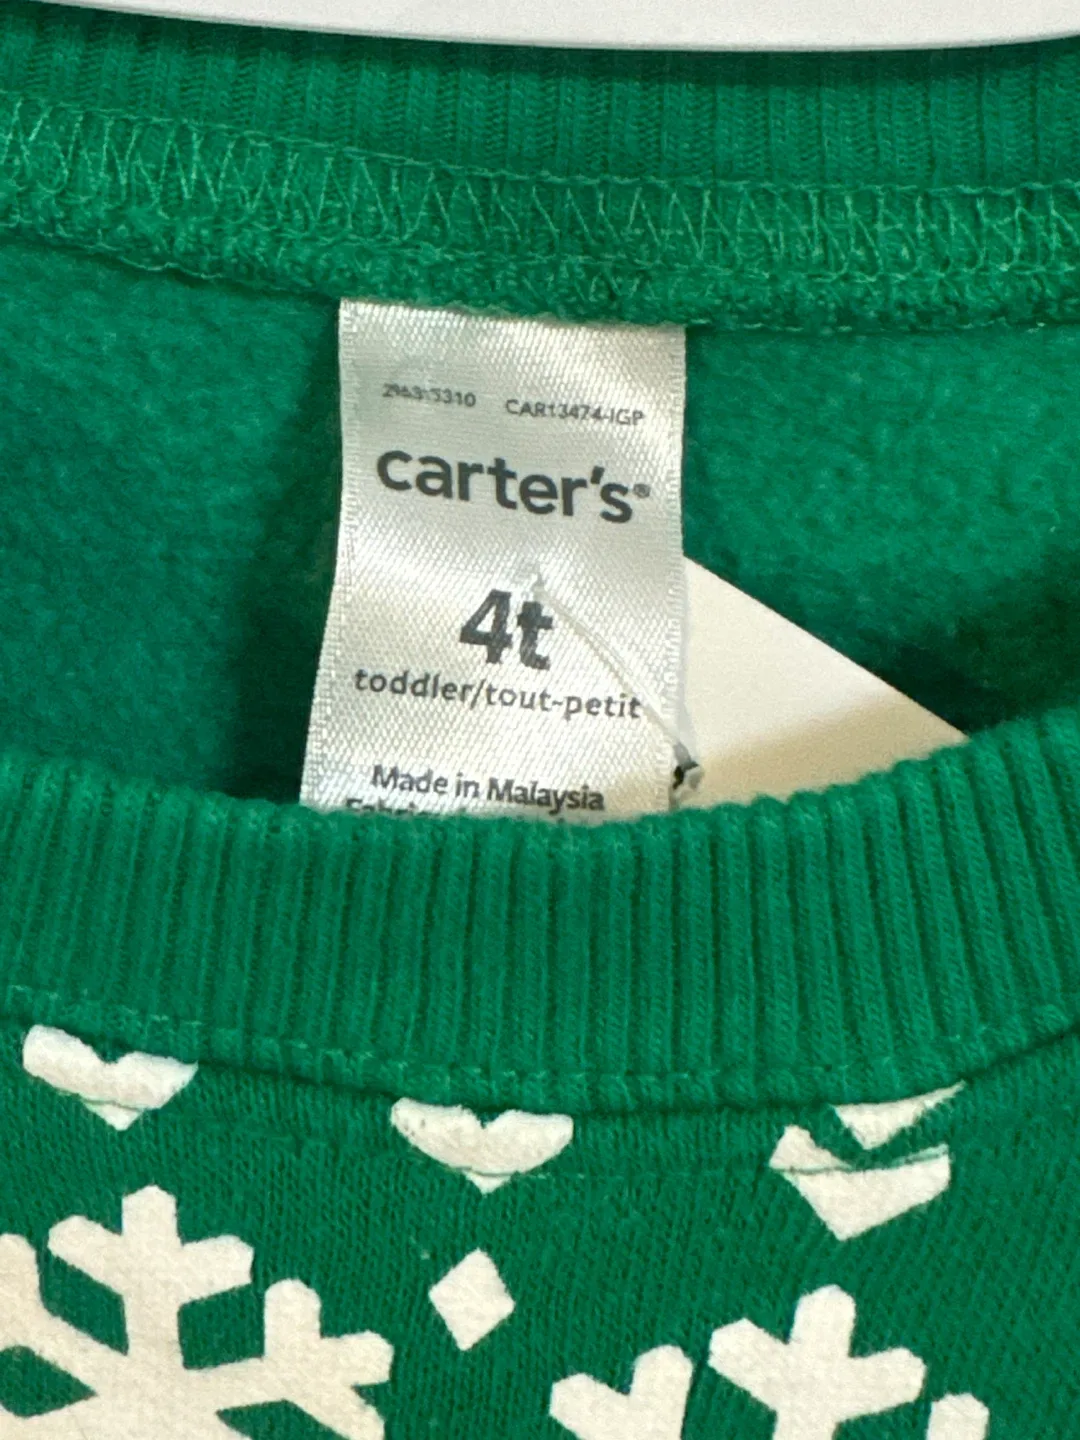 CAR13474-IGP
carter's®
4t
toddler/tout-petit
Made in Malaysia